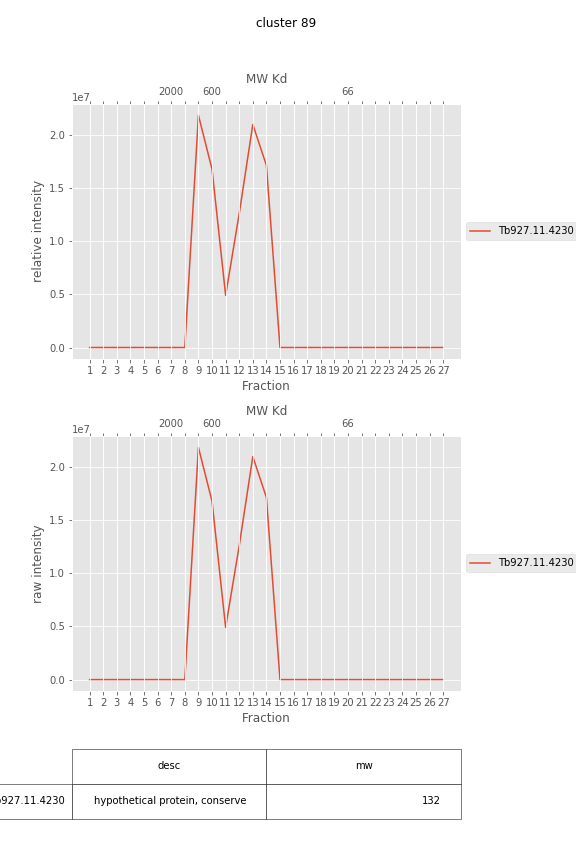 cluster 89
MW Kd
1e7 2000 600 66
2.0
1.5
1.0
0.5
0.0
relative intensity
Tb927.11.4230
1 2 3 4 5 6 7 8 9 10 11 12 13 14 15 16 17 18 19 20 21 22 23 24 25 26 27
Fraction
MW Kd
1e7 2000 600 66
2.0
1.5
1.0
0.5
0.0
raw intensity
Tb927.11.4230
1 2 3 4 5 6 7 8 9 10 11 12 13 14 15 16 17 18 19 20 21 22 23 24 25 26 27
Fraction
desc mw
927.11.4230 hypothetical protein, conserve 132